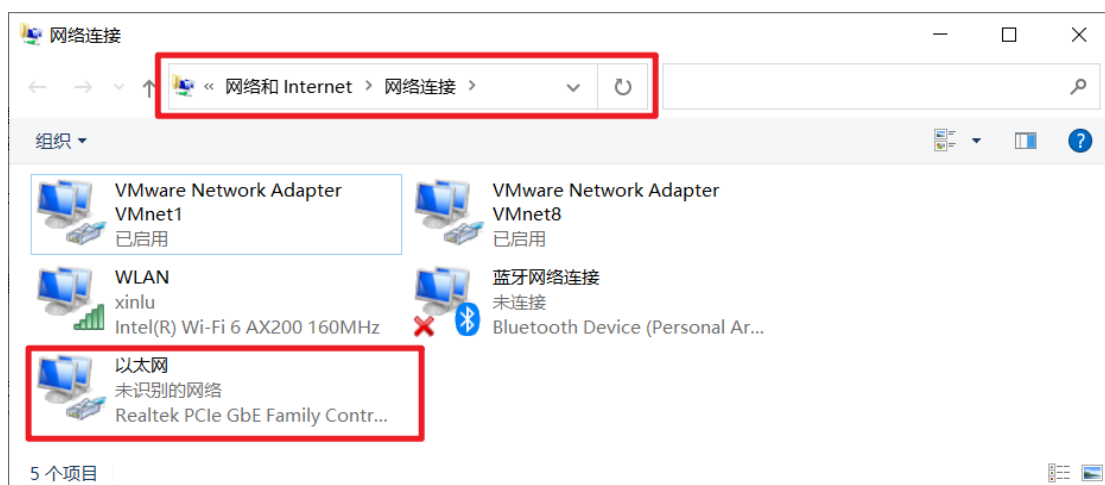 网络连接
« 网络和 Internet › 网络连接 ›
组织
VMware Network Adapter
VMnet1
已启用
VMware Network Adapter
VMnet8
已启用
WLAN
xinlu
Intel(R) Wi-Fi 6 AX200 160MHz
蓝牙网络连接
未连接
Bluetooth Device (Personal Ar...
以太网
未识别的网络
Realtek PCIe GbE Family Contr...
5 个项目